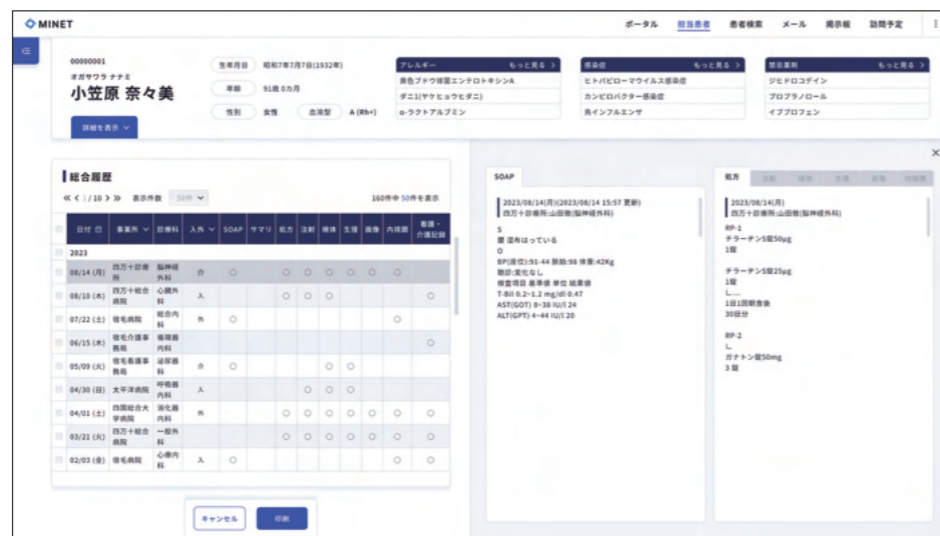 MINET
ポータル 担当患者 患者検索 メール 掲示板 訪問予定
00000001
オガサワラ ナナミ
小笠原 奈々美
詳細を表示
生年月日 昭和7年7月7日(1932年)
年齢 91歳 0カ月
性別 女性 血液型 A (Rh+)
アレルギー もっと見る
黄色ブドウ球菌エンテロトキシンA
ダニ1(ヤケヒョウヒダニ)
α-ラクトアルブミン
感染症 もっと見る
ヒトパピローマウイルス感染症
カンピロバクター感染症
鳥インフルエンザ
禁忌薬剤 もっと見る
ジヒドロコデイン
プロプラノロール
イブプロフェン
総合履歴
1 / 10 表示件数 50件 160件中 50件を表示
日付 事業所 診療科 入外 SOAP サマリ 処方 注射 検体 生理 画像 内視鏡 看護・介護記録
2023
08/14 (月) 四万十診療所 脳神経外科 介 ○ ○ ○ ○ ○ ○ ○
08/10 (木) 四万十総合病院 心臓外科 入 ○ ○ ○ ○
07/22 (土) 宿毛病院 総合内科 外 ○ ○
06/15 (木) 宿毛介護事務局 循環器内科 ○
05/09 (火) 宿毛看護事務局 泌尿器科 介 ○ ○ ○
04/30 (日) 太平洋病院 呼吸器内科 入 ○ ○ ○
04/01 (土) 四国総合大学病院 消化器内科 外 ○ ○ ○ ○ ○ ○ ○
03/21 (火) 四万十総合病院 一般外科 ○ ○ ○ ○ ○ ○ ○
02/03 (金) 宿毛病院 心療内科 入 ○ ○ ○
キャンセル 印刷
SOAP
2023/08/14(月)(2023/08/14 15:57 更新)
四万十診療所:山田徹(脳神経外科)
S
腰 湿布はっている
O
BP(座位):91-44 脈拍:98 体重:42Kg
聴診:変化なし
検査項目 基準値 単位 結果値
T-Bil 0.2~1.2 mg/dl 0.47
AST(GOT) 8~38 IU/l 24
ALT(GPT) 4~44 IU/l 20
処方 注射 検体 生理 画像 内視鏡
2023/08/14(月)
四万十診療所:山田徹(脳神経外科)
RP-1
チラーヂンS錠50μg
1錠
チラーヂンS錠25μg
1錠
L....
1日1回朝食後
30日分
RP-2
L
ガナトン錠50mg
3 錠